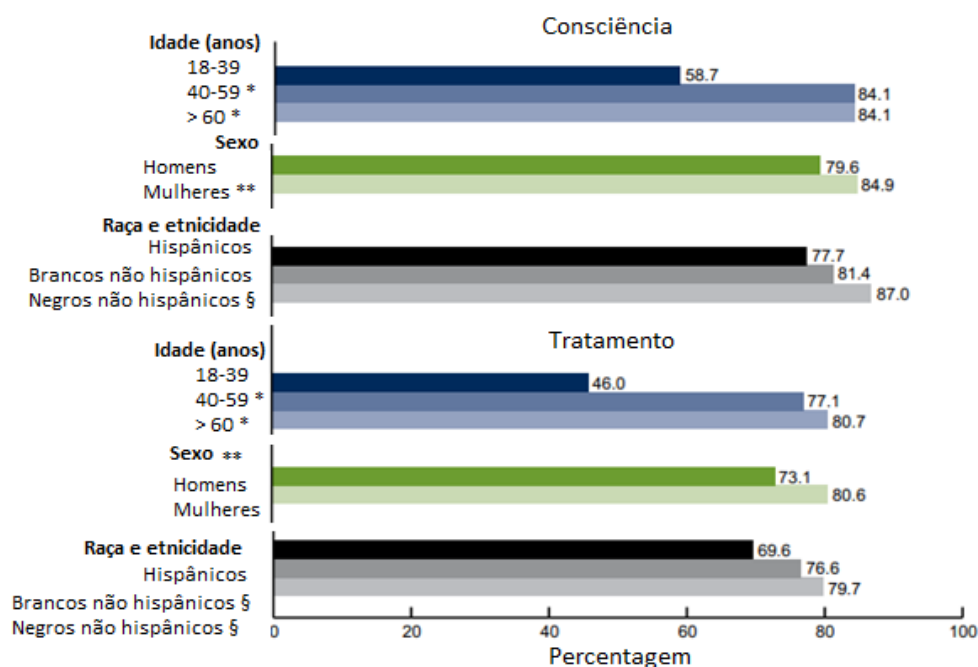 Consciência
Idade (anos)
18-39
58.7
40-59 *
84.1
> 60 *
84.1
Sexo
Homens
79.6
Mulheres **
84.9
Raça e etnicidade
Hispânicos
77.7
Brancos não hispânicos
81.4
Negros não hispânicos §
87.0
Tratamento
Idade (anos)
18-39
46.0
40-59 *
77.1
> 60 *
80.7
Sexo **
Homens
73.1
Mulheres
80.6
Raça e etnicidade
69.6
Hispânicos
76.6
Brancos não hispânicos §
79.7
Negros não hispânicos §
0 20 40 60 80 100
Percentagem